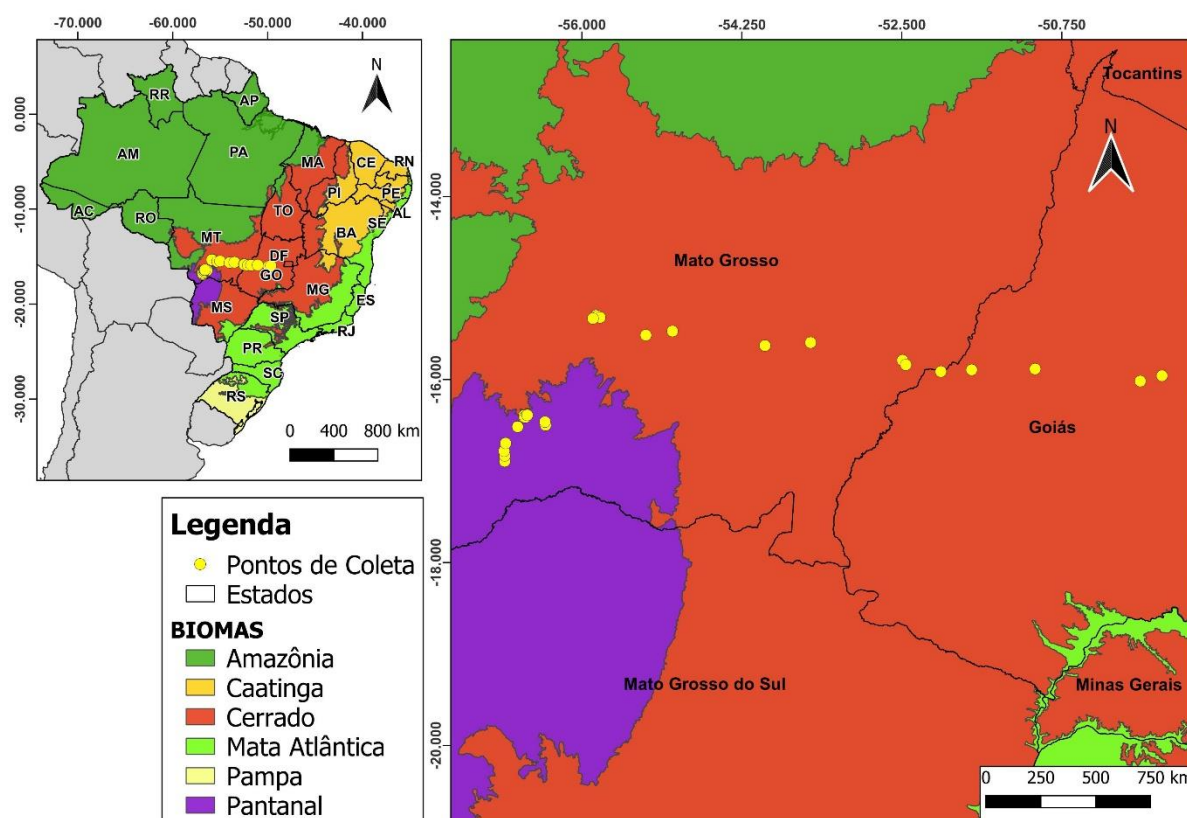 -70.000 -60.000 -50.000 -40.000
0.000
-10.000
-20.000
-30.000
N
RR AP
AM PA MA CE RN
PI PE
AC RO TO AL
SE
MT BA
DF
GO
MS MG ES
SP
RJ
PR
SC
RS
0 400 800 km
Legenda
Pontos de Coleta
Estados
BIOMAS
Amazônia
Caatinga
Cerrado
Mata Atlântica
Pampa
Pantanal
-56.000 -54.250 -52.500 -50.750
-14.000
-16.000
-18.000
-20.000
Tocantins
N
Mato Grosso
Goiás
Mato Grosso do Sul
Minas Gerais
0 250 500 750 km